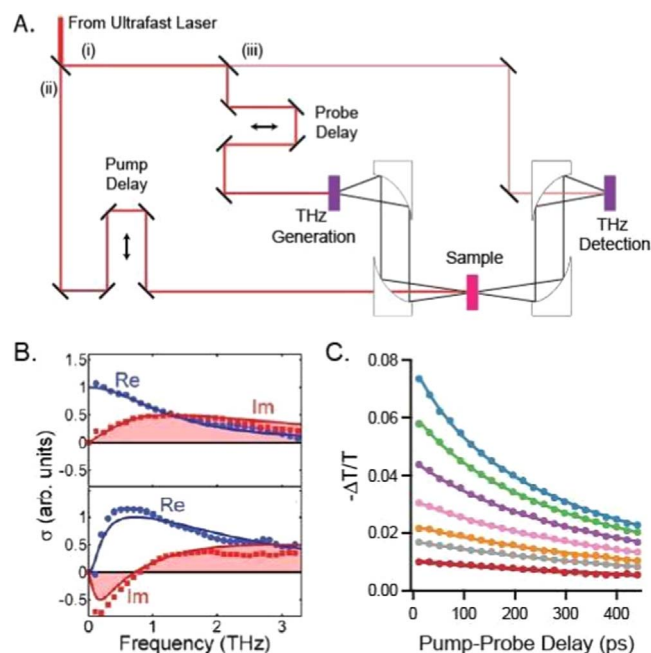 A.
From Ultrafast Laser
(i)
(iii)
(ii)
Probe
Delay
Pump
Delay
THz
Generation
Sample
THz
Detection
B.
1.5
1
0.5
0
-0.5
Re
Im
1
0.5
0
-0.5
Re
Im
0
1
2
3
σ (arb. units)
Frequency (THz)
C.
0.08
0.06
0.04
0.02
0.00
-ΔT/T
0
100
200
300
400
Pump-Probe Delay (ps)